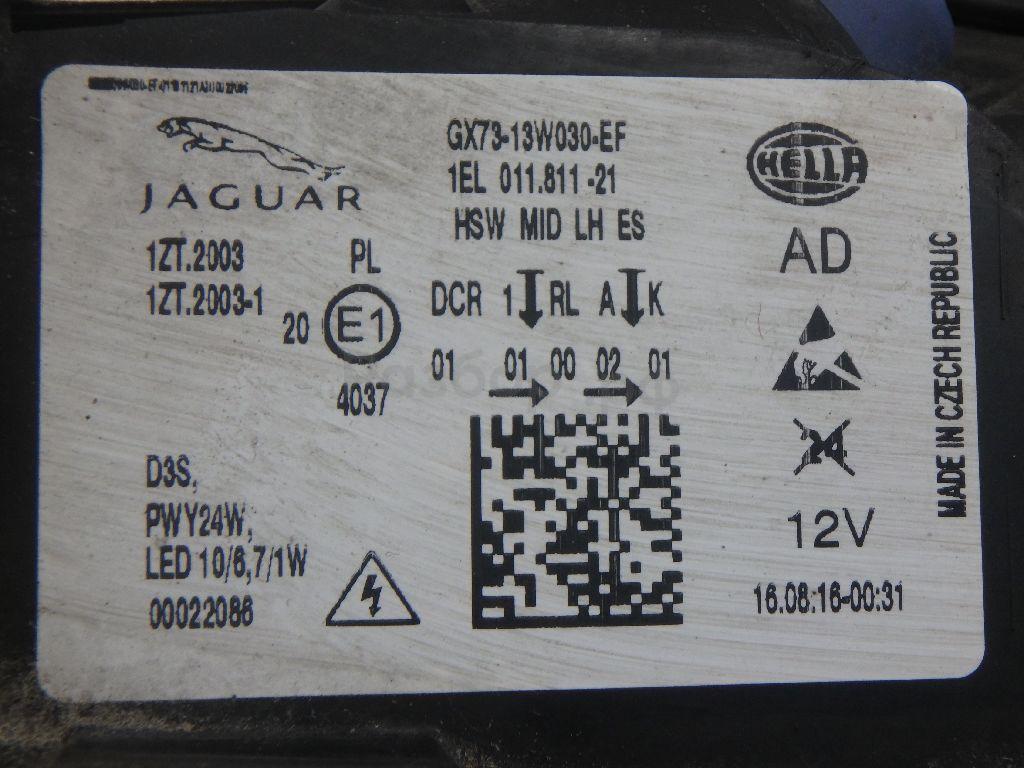 JAGUAR
GX73-13W030-EF
1EL 011.811-21
HSW MID LH ES
HELLA
AD
1ZT.2003
1ZT.2003-1
PL
20 E1
4037
DCR 1 RL A K
01 01 00 02 01
24
12V
D3S,
PWY24W,
LED 10/6,7/1W
00022086
16.08.16-00:31
MADE IN CZECH REPUBLIC